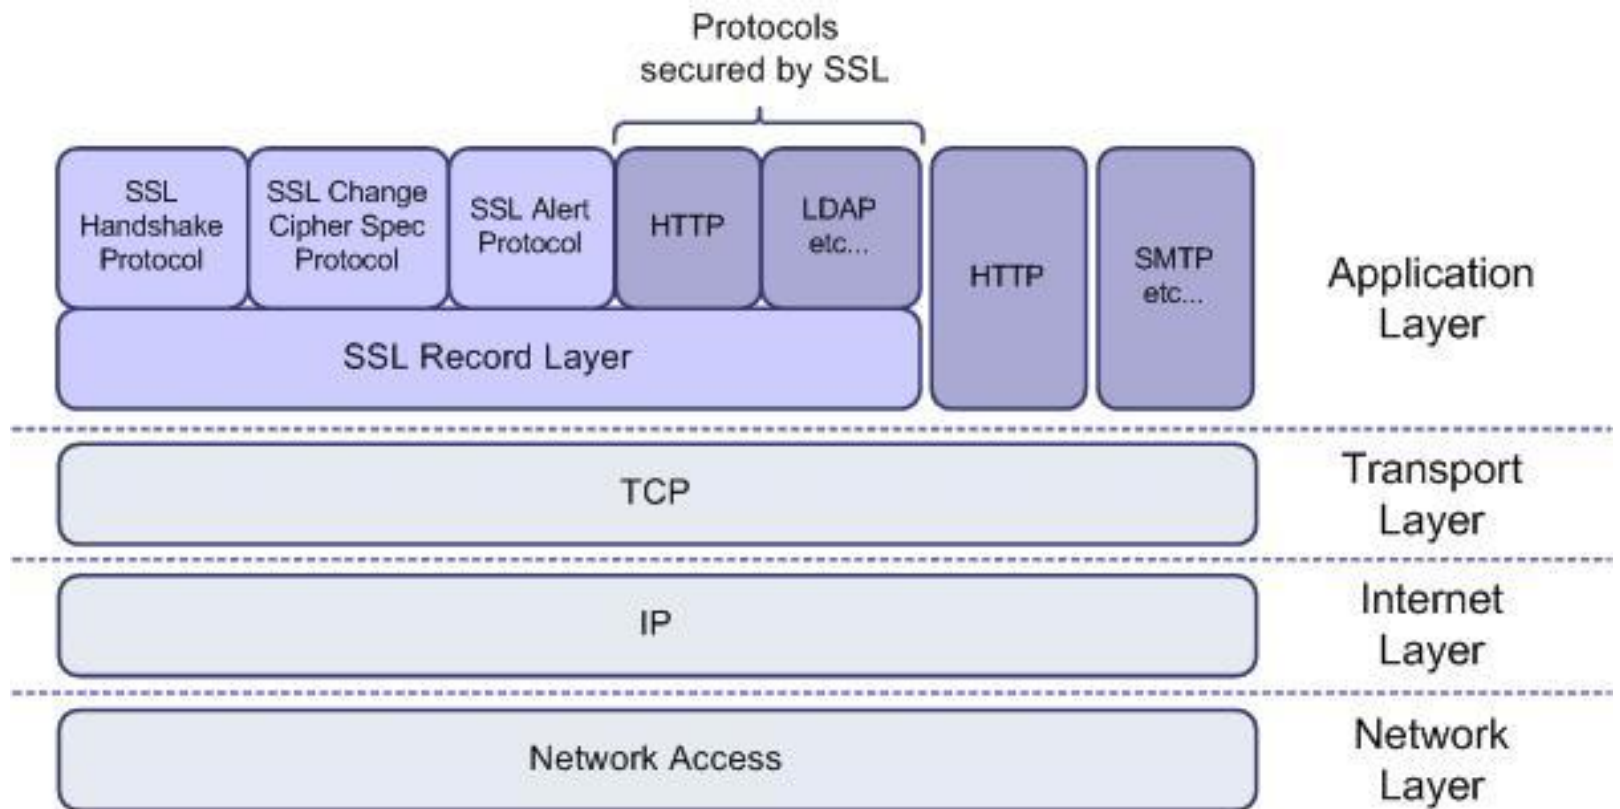 Protocols
secured by SSL
SSL
Handshake
Protocol
SSL Change
Cipher Spec
Protocol
SSL Alert
Protocol
HTTP
LDAP
etc...
HTTP
SMTP
etc...
Application
Layer
SSL Record Layer
TCP
Transport
Layer
IP
Internet
Layer
Network Access
Network
Layer